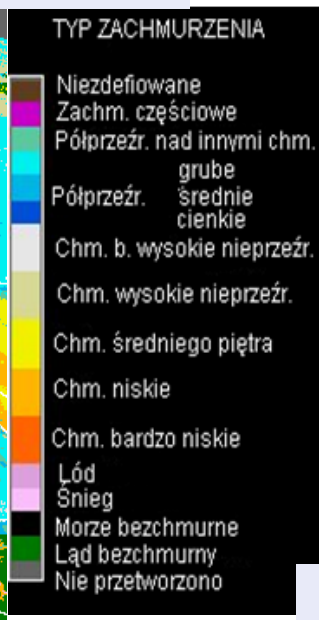 TYP ZACHMURZENIA
Niezdefiowane
Zachm. częściowe
Półprzeźr. nad innymi chm.
grube
Półprzeźr. średnie
cienkie
Chm. b. wysokie nieprzeźr.
Chm. wysokie nieprzeźr.
Chm. średniego piętra
Chm. niskie
Chm. bardzo niskie
Lód
Śnieg
Morze bezchmurne
Ląd bezchmurny
Nie przetworzono